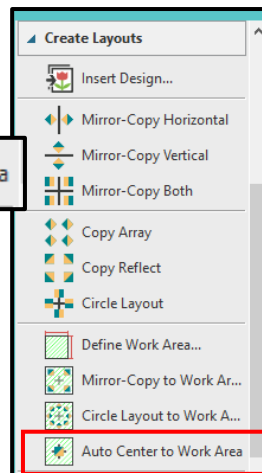 Create Layouts
Insert Design...
Mirror-Copy Horizontal
Mirror-Copy Vertical
a
Mirror-Copy Both
Copy Array
Copy Reflect
Circle Layout
Define Work Area...
Mirror-Copy to Work Ar...
Circle Layout to Work A...
Auto Center to Work Area